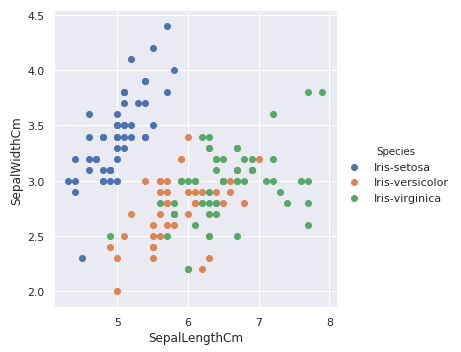 4.5
4.0
3.5
3.0
2.5
2.0
SepalWidthCm
5
6
7
8
SepalLengthCm
Species
Iris-setosa
Iris-versicolor
Iris-virginica